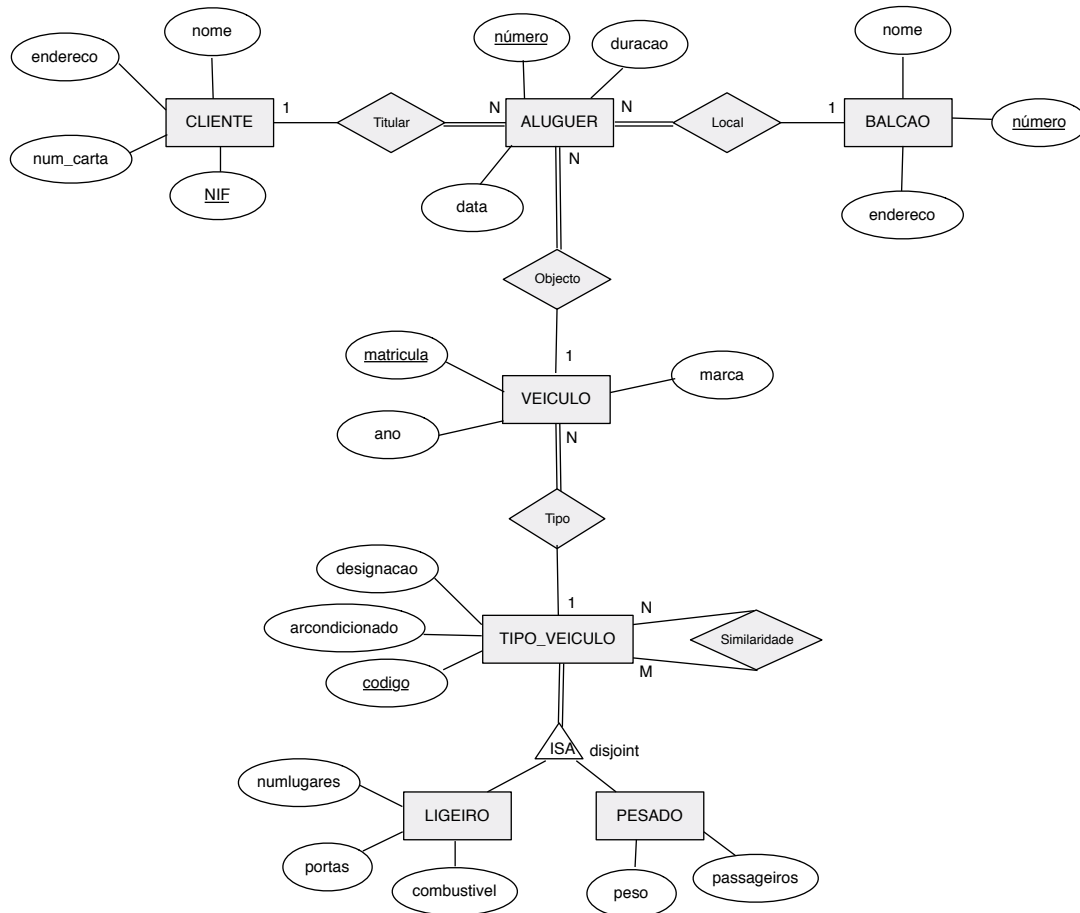 nome
número
duracao
nome
endereco
CLIENTE
1
Titular
N
ALUGUER
N
Local
1
BALCAO
número
num_carta
N
NIF
data
endereco
Objecto
matricula
1
marca
VEICULO
ano
N
Tipo
designacao
1
N
arcondicionado
TIPO_VEICULO
Similaridade
M
codigo
ISA
disjoint
numlugares
LIGEIRO
PESADO
portas
combustivel
peso
passageiros